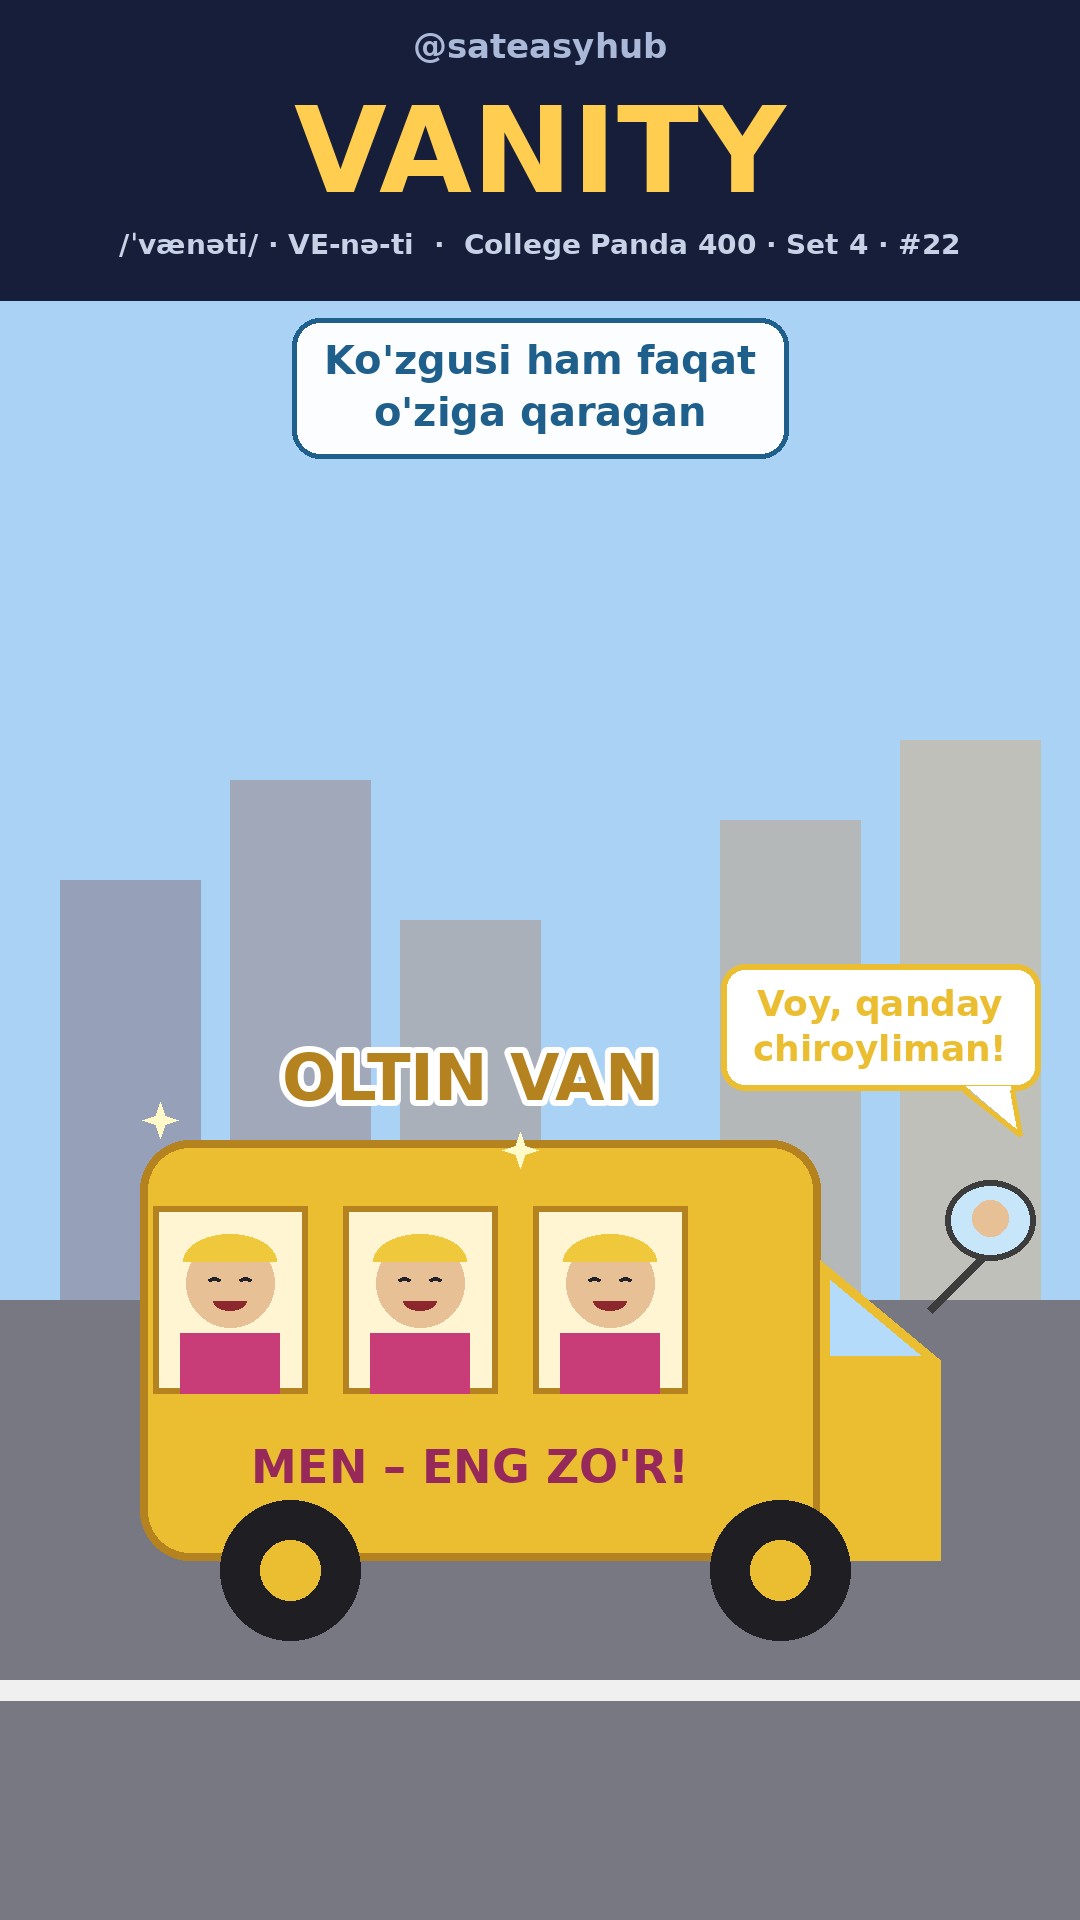 @sateasyhub
VANITY
/ˈvænəti/ · VE-nə-ti · College Panda 400 · Set 4 · #22
Ko'zgusi ham faqat
o'ziga qaragan
Voy, qanday
chiroyliman!
OLTIN VAN
MEN – ENG ZO'R!